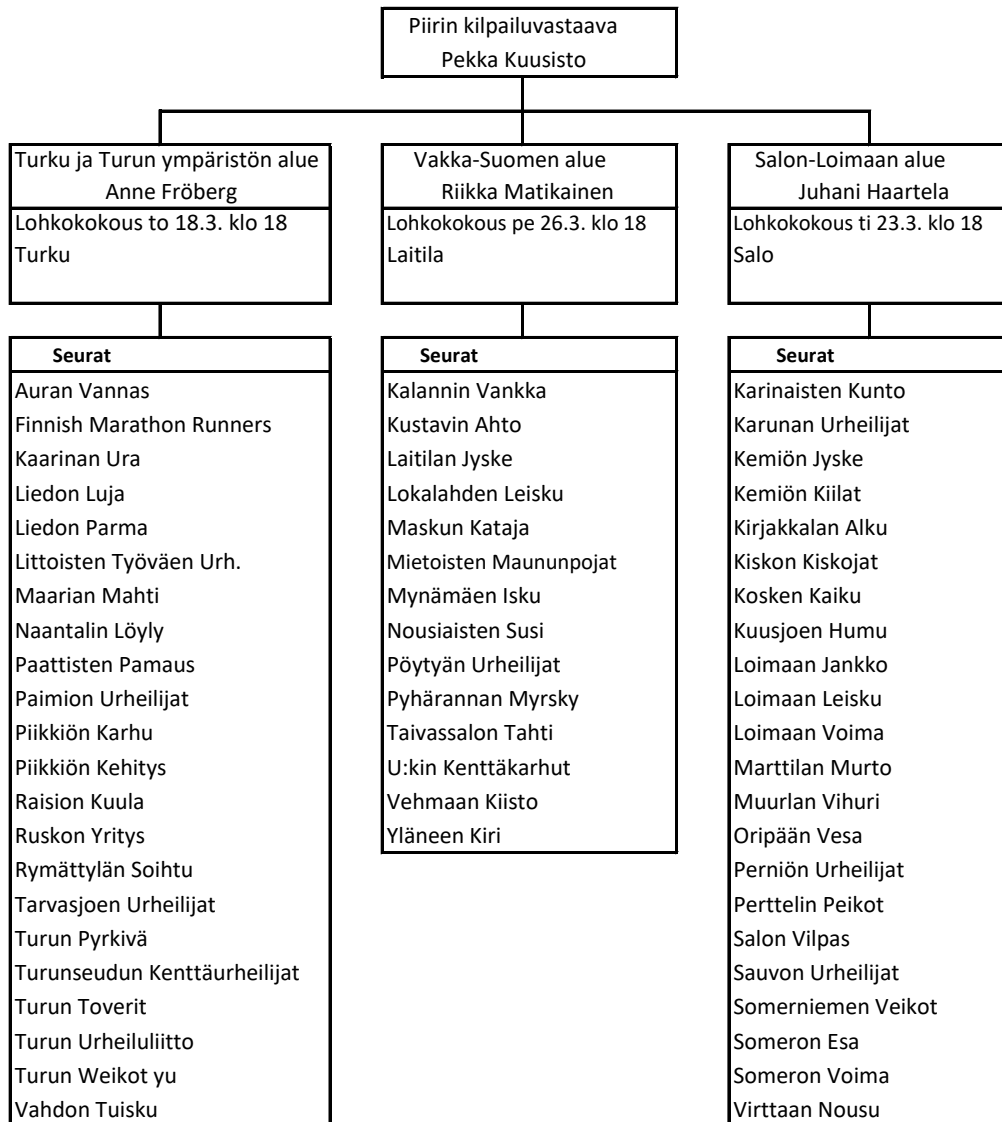 Piirin kilpailuvastaava
Pekka Kuusisto
Turku ja Turun ympäristön alue
Anne Fröberg
Lohkokokous to 18.3. klo 18
Turku
Vakka-Suomen alue
Riikka Matikainen
Lohkokokous pe 26.3. klo 18
Laitila
Salon-Loimaan alue
Juhani Haartela
Lohkokokous ti 23.3. klo 18
Salo
Seurat
Auran Vannas
Finnish Marathon Runners
Kaarinan Ura
Liedon Luja
Liedon Parma
Littoisten Työväen Urh.
Maarian Mahti
Naantalin Löyly
Paattisten Pamaus
Paimion Urheilijat
Piikkiön Karhu
Piikkiön Kehitys
Raision Kuula
Ruskon Yritys
Rymättylän Soihtu
Tarvasjoen Urheilijat
Turun Pyrkivä
Turunseudun Kenttäurheilijat
Turun Toverit
Turun Urheiluliitto
Turun Weikot yu
Vahdon Tuisku
Seurat
Kalannin Vankka
Kustavin Ahto
Laitilan Jyske
Lokalahden Leisku
Maskun Kataja
Mietoisten Maununpojat
Mynämäen Isku
Nousiaisten Susi
Pöytyän Urheilijat
Pyhärannan Myrsky
Taivassalon Tahti
U:kin Kenttäkarhut
Vehmaan Kiisto
Yläneen Kiri
Seurat
Karinaisten Kunto
Karunan Urheilijat
Kemiön Jyske
Kemiön Kiilat
Kirjakkalan Alku
Kiskon Kiskojat
Kosken Kaiku
Kuusjoen Humu
Loimaan Jankko
Loimaan Leisku
Loimaan Voima
Marttilan Murto
Muurlan Vihuri
Oripään Vesa
Perniön Urheilijat
Perttelin Peikot
Salon Vilpas
Sauvon Urheilijat
Somerniemen Veikot
Someron Esa
Someron Voima
Virttaan Nousu